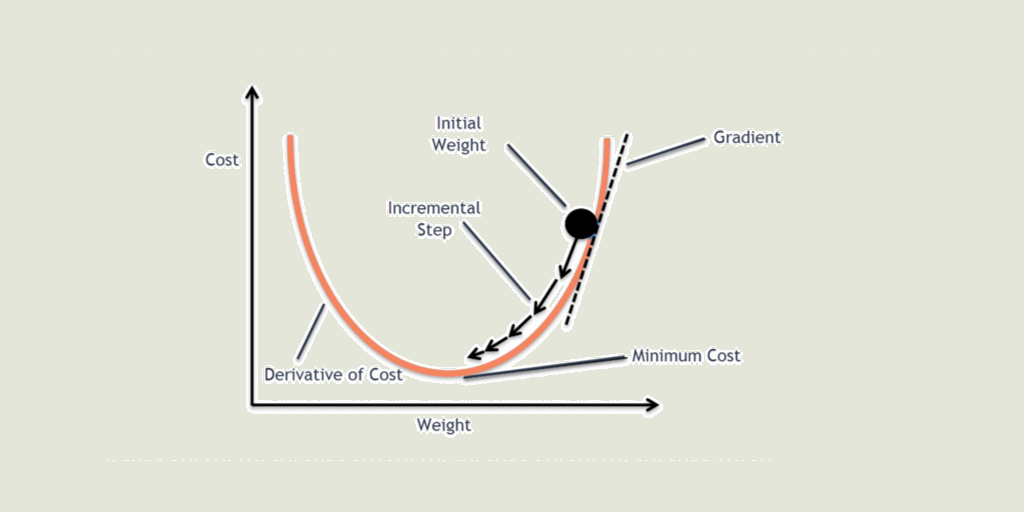 Initial
Weight
Gradient
Cost
Incremental
Step
Minimum Cost
Derivative of Cost
Weight